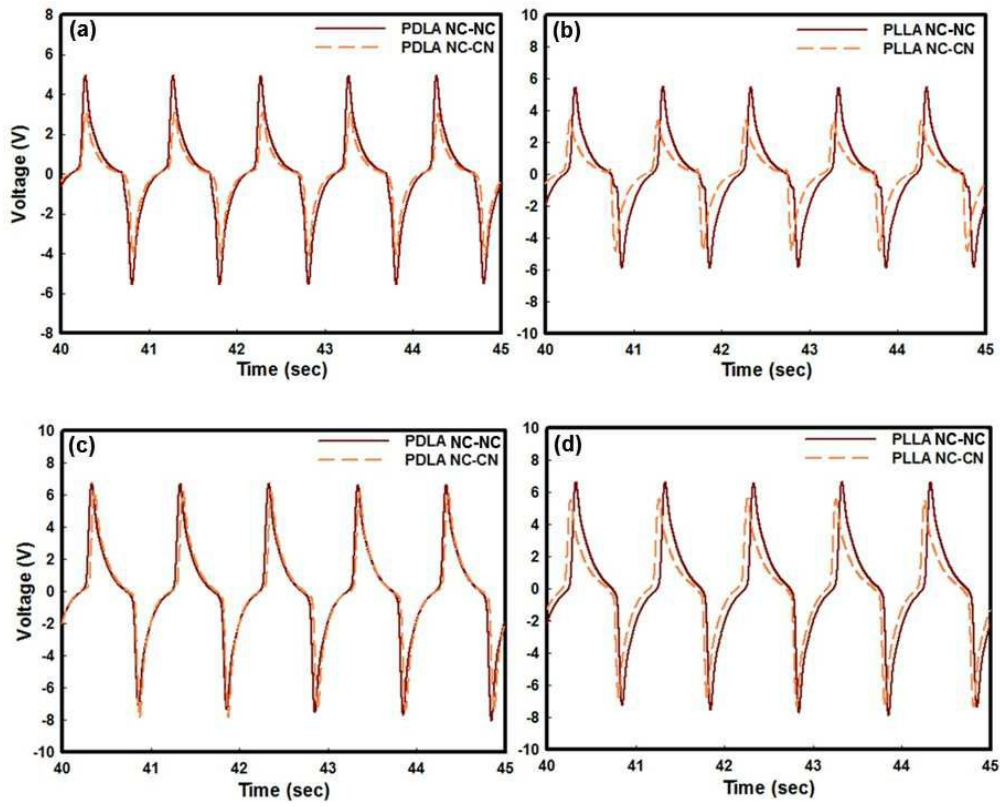 (a)
PDLA NC-NC
PDLA NC-CN
8
6
4
2
0
-2
-4
-6
-8
Voltage (V)
40 41 42 43 44 45
Time (sec)
(b)
PLLA NC-NC
PLLA NC-CN
10
8
6
4
2
0
-2
-4
-6
-8
-10
40 41 42 43 44 45
Time (sec)
(c)
PDLA NC-NC
PDLA NC-CN
10
8
6
4
2
0
-2
-4
-6
-8
-10
Voltage (V)
40 41 42 43 44 45
Time (sec)
(d)
PLLA NC-NC
PLLA NC-CN
10
8
6
4
2
0
-2
-4
-6
-8
-10
40 41 42 43 44 45
Time (sec)